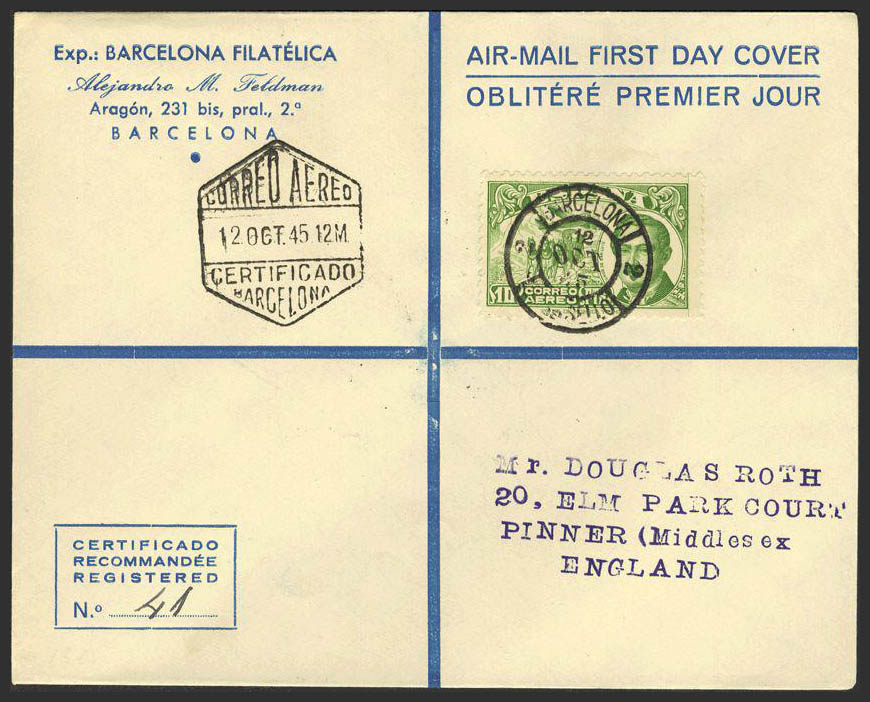 Exp.: BARCELONA FILATÉLICA
Alejandro M. Feldman
Aragón, 231 bis, pral., 2.ª
BARCELONA
AIR-MAIL FIRST DAY COVER
OBLITÉRÉ PREMIER JOUR
CORREO AEREO
12.OCT.45 12M
CERTIFICADO
BARCELONA
BARCELONA
12
OCT
CORREO
AEREO
Mr. DOUGLAS ROTH
20, ELM PARK COURT
PINNER (Middlesex
ENGLAND
CERTIFICADO
RECOMMANDÉE
REGISTERED
N.º 41